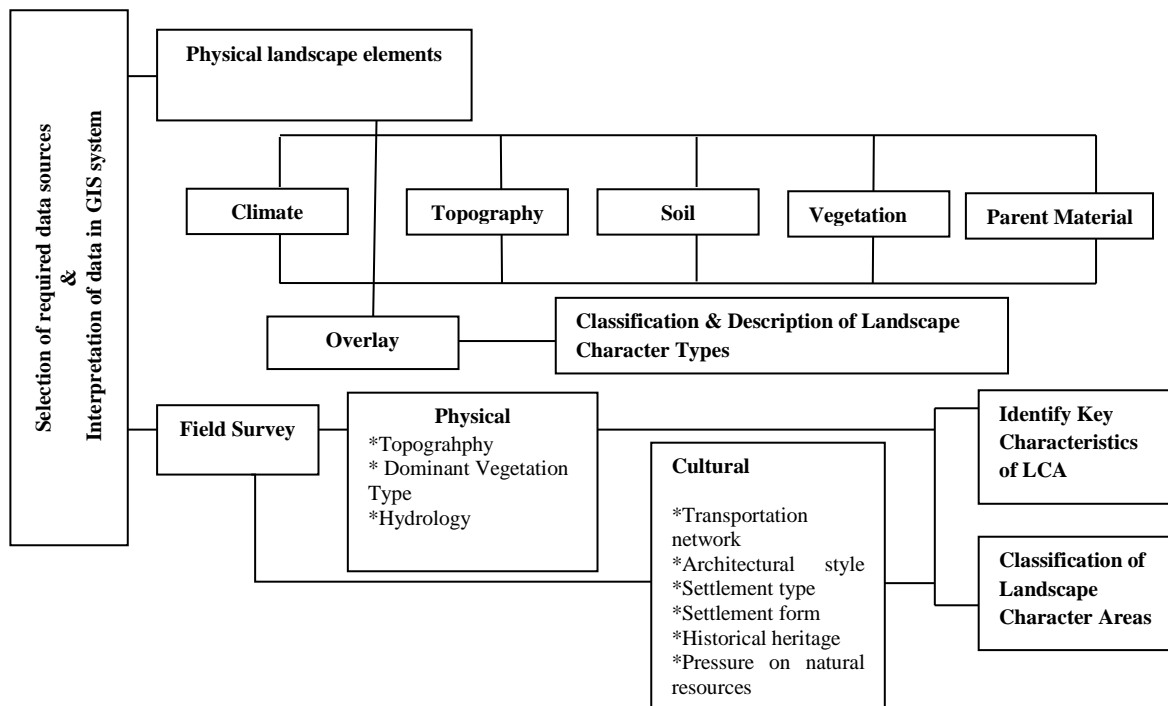 Selection of required data sources
&
Interpretation of data in GIS system
Physical landscape elements
Climate
Topography
Soil
Vegetation
Parent Material
Overlay
Classification & Description of Landscape
Character Types
Field Survey
Physical
*Topograhphy
* Dominant Vegetation
Type
*Hydrology
Cultural
*Transportation
network
*Architectural style
*Settlement type
*Settlement form
*Historical heritage
*Pressure on natural
resources
Identify Key
Characteristics
of LCA
Classification of
Landscape
Character Areas